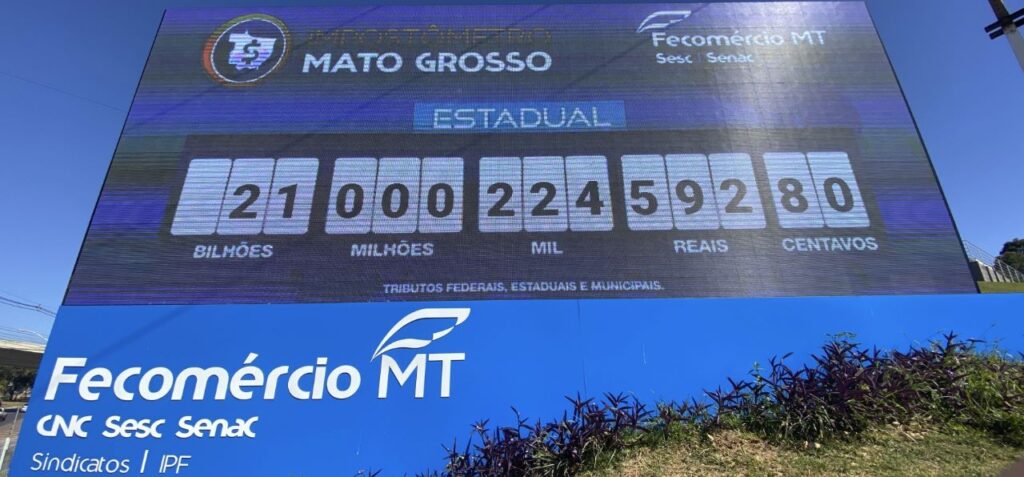 IMPOSTÔMETRO
MATO GROSSO
Fecomércio MT
Sesc | Senac
ESTADUAL
21 000 224 592 80
BILHÕES MILHÕES MIL REAIS CENTAVOS
TRIBUTOS FEDERAIS, ESTADUAIS E MUNICIPAIS.
Fecomércio MT
CNC Sesc Senac
Sindicatos | IPF